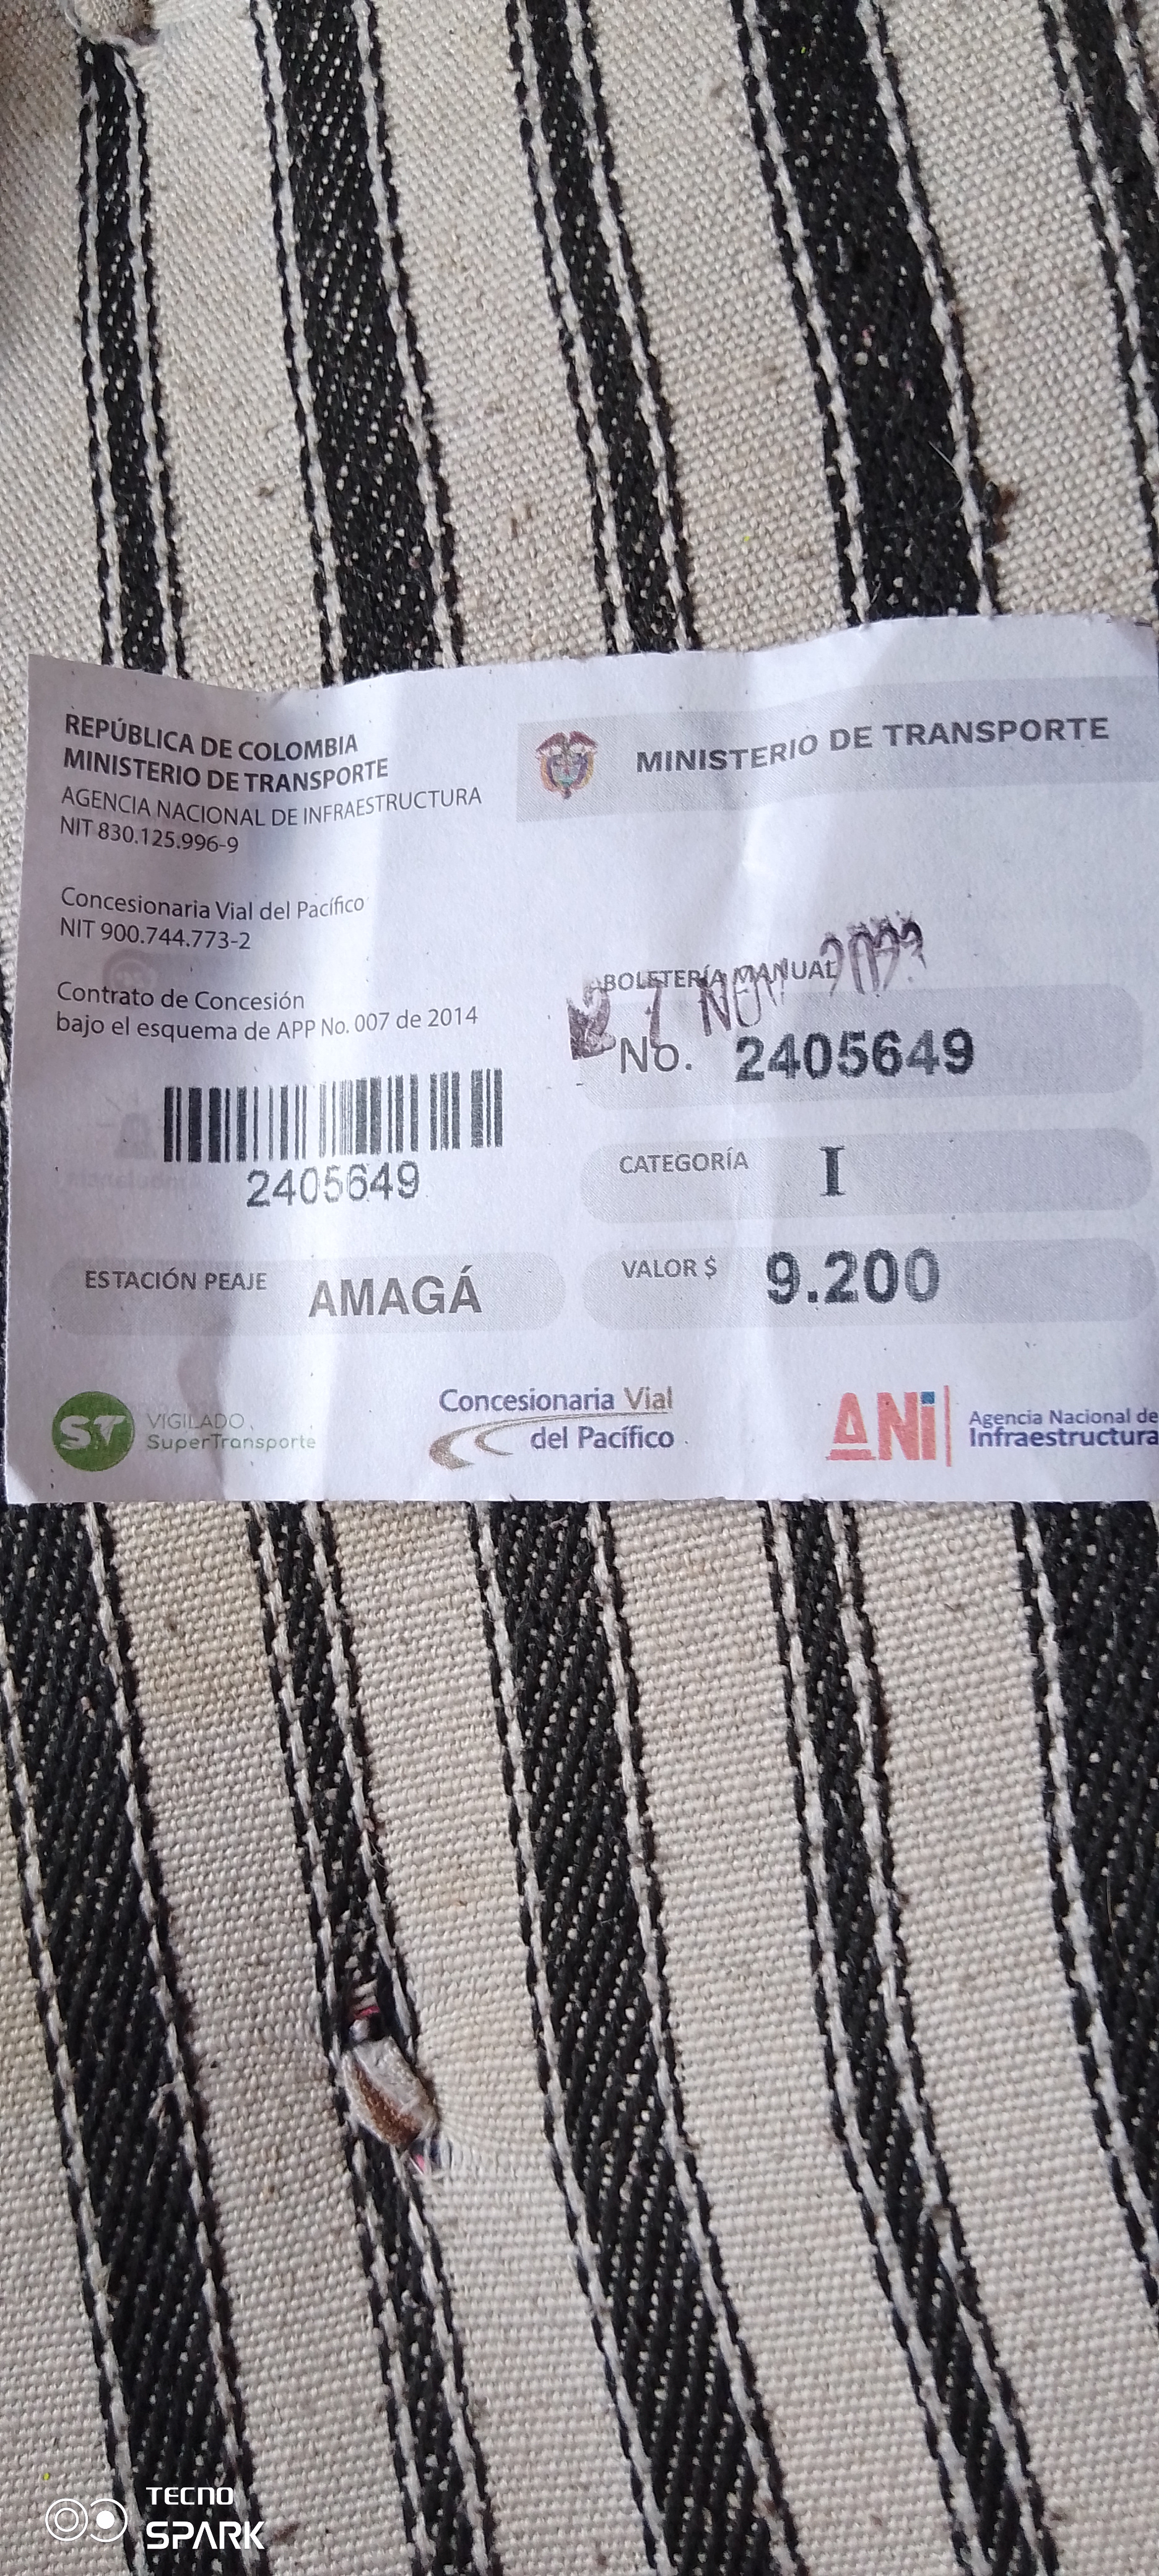 REPÚBLICA DE COLOMBIA
MINISTERIO DE TRANSPORTE
AGENCIA NACIONAL DE INFRAESTRUCTURA
NIT 830.125.996-9
Concesionaria Vial del Pacífico
NIT 900.744.773-2
Contrato de Concesión
bajo el esquema de APP No. 007 de 2014
2405649
ESTACIÓN PEAJE AMAGÁ
MINISTERIO DE TRANSPORTE
BOLETERÍA MANUAL
27 NOV
No. 2405649
CATEGORÍA I
VALOR $ 9.200
ST VIGILADO
SuperTransporte
Concesionaria Vial
del Pacífico
ANi Agencia Nacional de
Infraestructura
TECNO
SPARK